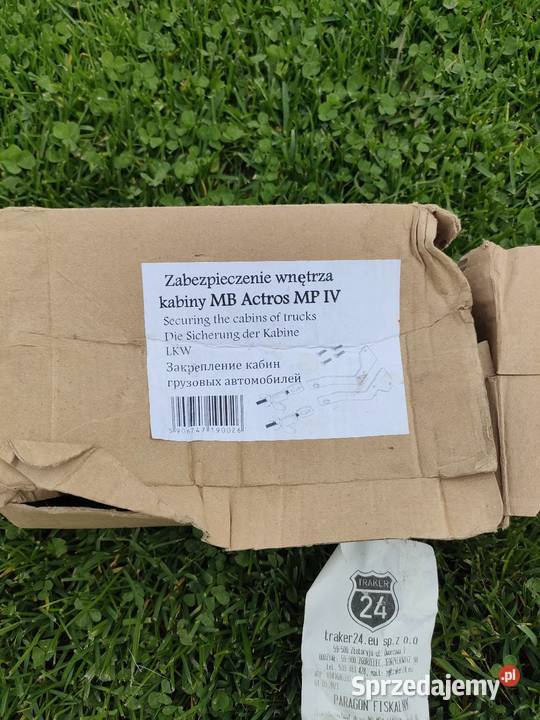 Zabezpieczenie wnętrza
kabiny MB Actros MP IV
Securing the cabins of trucks
Die Sicherung der Kabine
LKW
Закрепление кабин
грузовых автомобилей
5906747190026
TRAKER
24
traker24.eu sp.z o.o
PARAGON FISKALNY
Sprzedajemy.pl